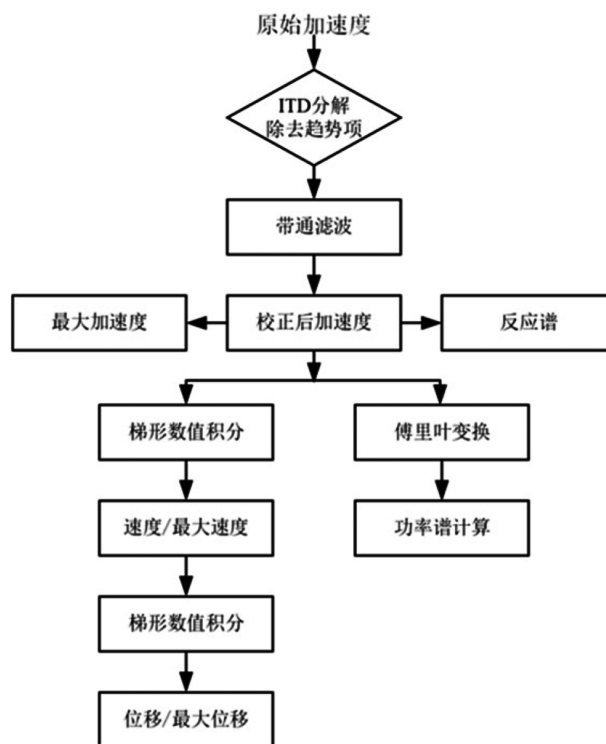 原始加速度
ITD分解
除去趋势项
带通滤波
最大加速度
校正后加速度
反应谱
梯形数值积分
傅里叶变换
速度/最大速度
功率谱计算
梯形数值积分
位移/最大位移